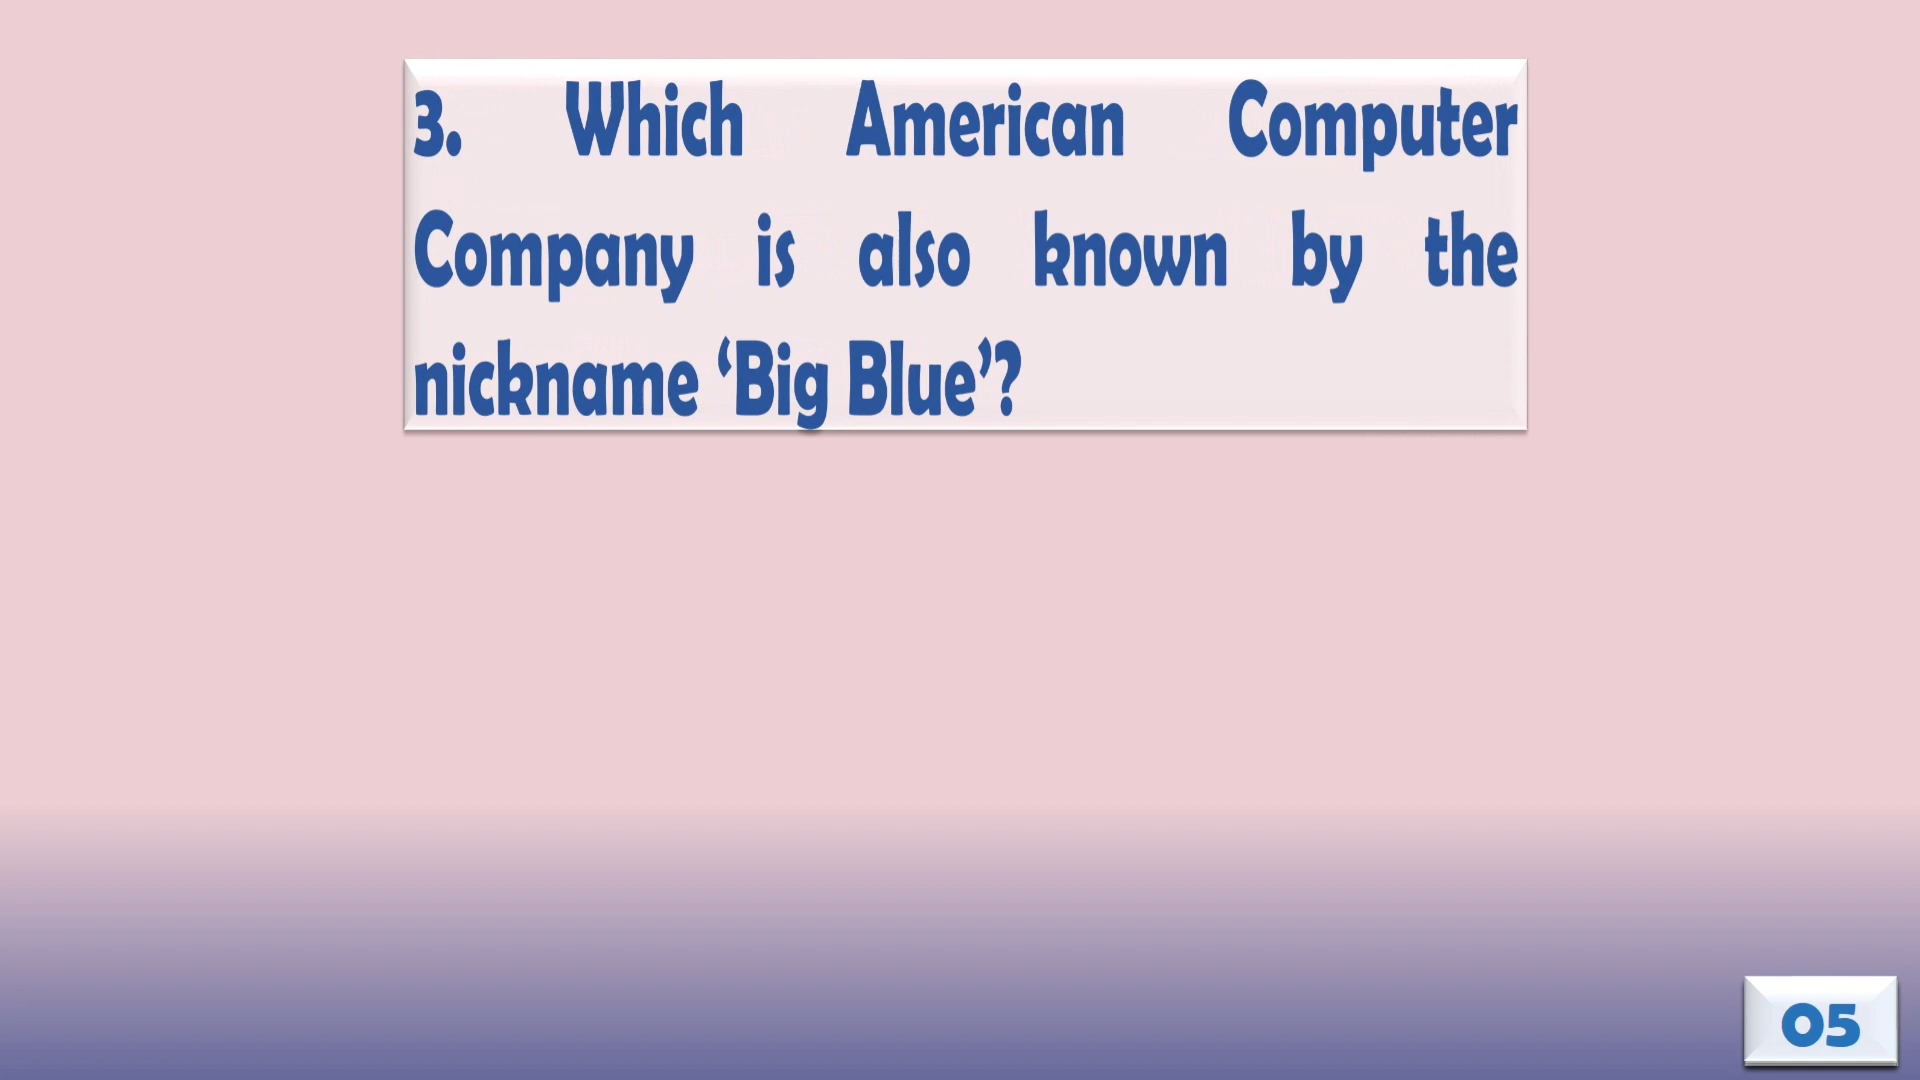 3. Which American Computer
Company is also known by the
nickname ‘Big Blue’?
05